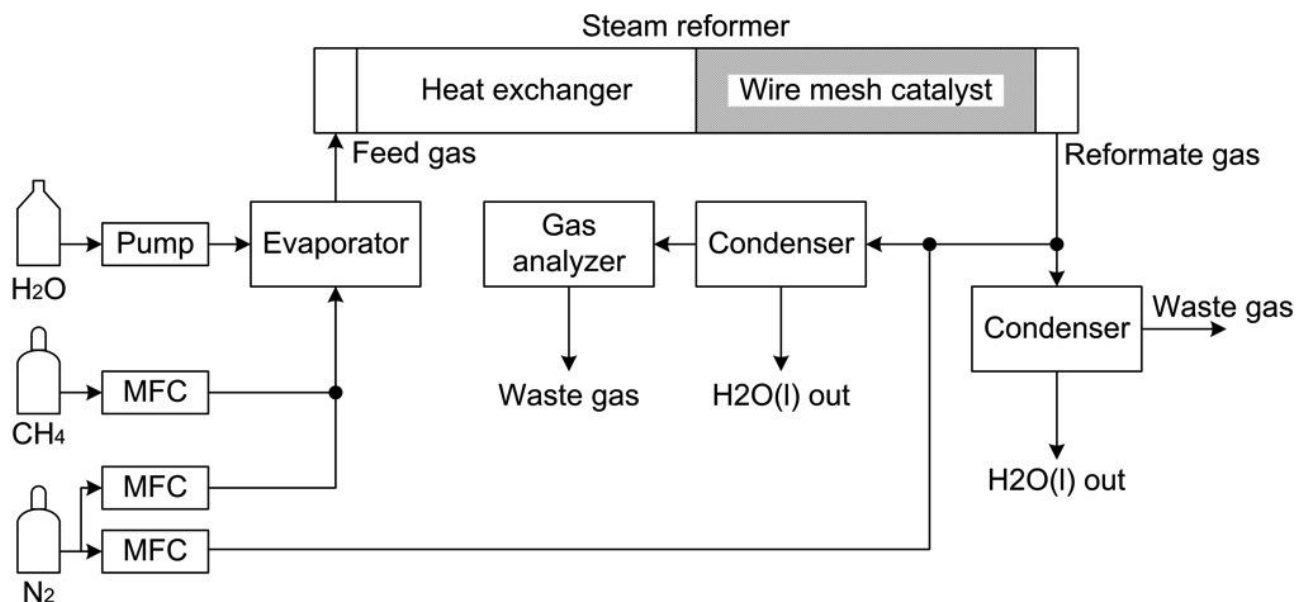 Steam reformer
Heat exchanger
Wire mesh catalyst
Feed gas
Reformate gas
H₂O
Pump
Evaporator
Gas
analyzer
Condenser
Condenser
Waste gas
CH₄
MFC
Waste gas
H2O(l) out
MFC
H2O(l) out
N₂
MFC